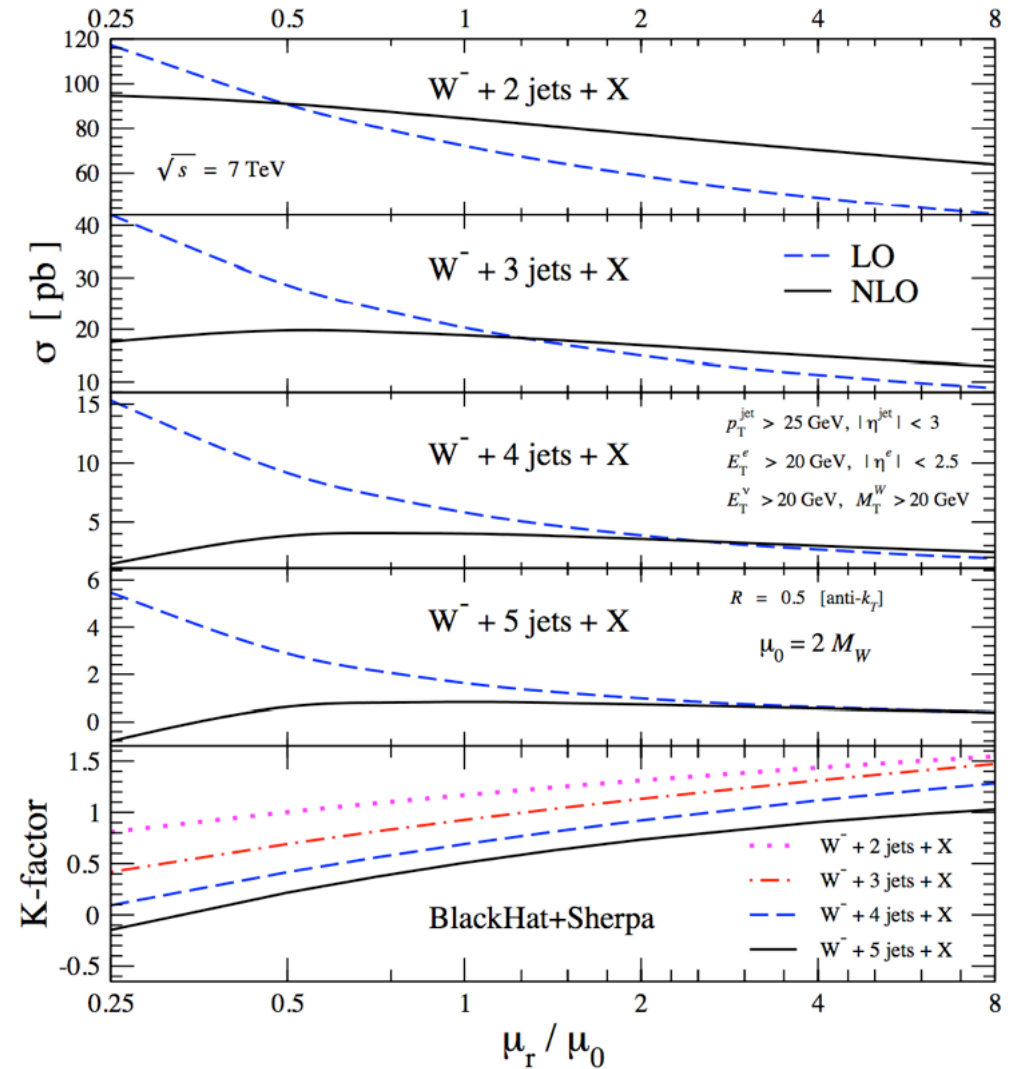 0.25 0.5 1 2 4 8
120
100
80
60
W⁻ + 2 jets + X
√s = 7 TeV
40
30
20
10
W⁻ + 3 jets + X
LO
NLO
σ [pb]
15
10
5
W⁻ + 4 jets + X
p_T^jet > 25 GeV, |η^jet| < 3
E_T^e > 20 GeV, |η^e| < 2.5
E_T^ν > 20 GeV, M_T^W > 20 GeV
6
4
2
0
W⁻ + 5 jets + X
R = 0.5 [anti-k_T]
μ₀ = 2 M_W
1.5
1
0.5
0
-0.5
K-factor
BlackHat+Sherpa
W⁻ + 2 jets + X
W⁻ + 3 jets + X
W⁻ + 4 jets + X
W⁻ + 5 jets + X
0.25 0.5 1 2 4 8
μ_r / μ₀